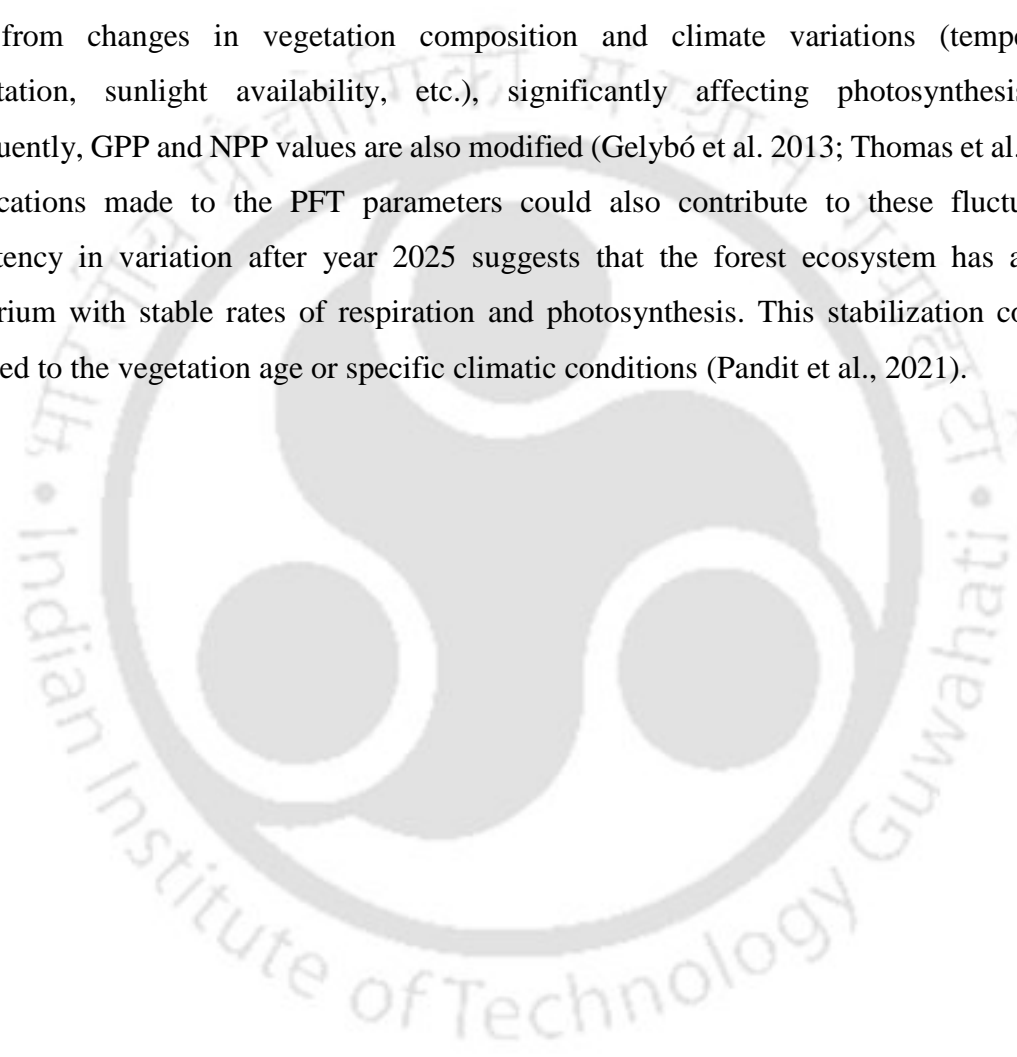 from changes in vegetation composition and climate variations (tempe
tation, sunlight availability, etc.), significantly affecting photosynthesis
uently, GPP and NPP values are also modified (Gelybó et al. 2013; Thomas et al.
cations made to the PFT parameters could also contribute to these fluctu
tency in variation after year 2025 suggests that the forest ecosystem has a
rium with stable rates of respiration and photosynthesis. This stabilization co
ed to the vegetation age or specific climatic conditions (Pandit et al., 2021).
Indian Institute of Technology Guwahati